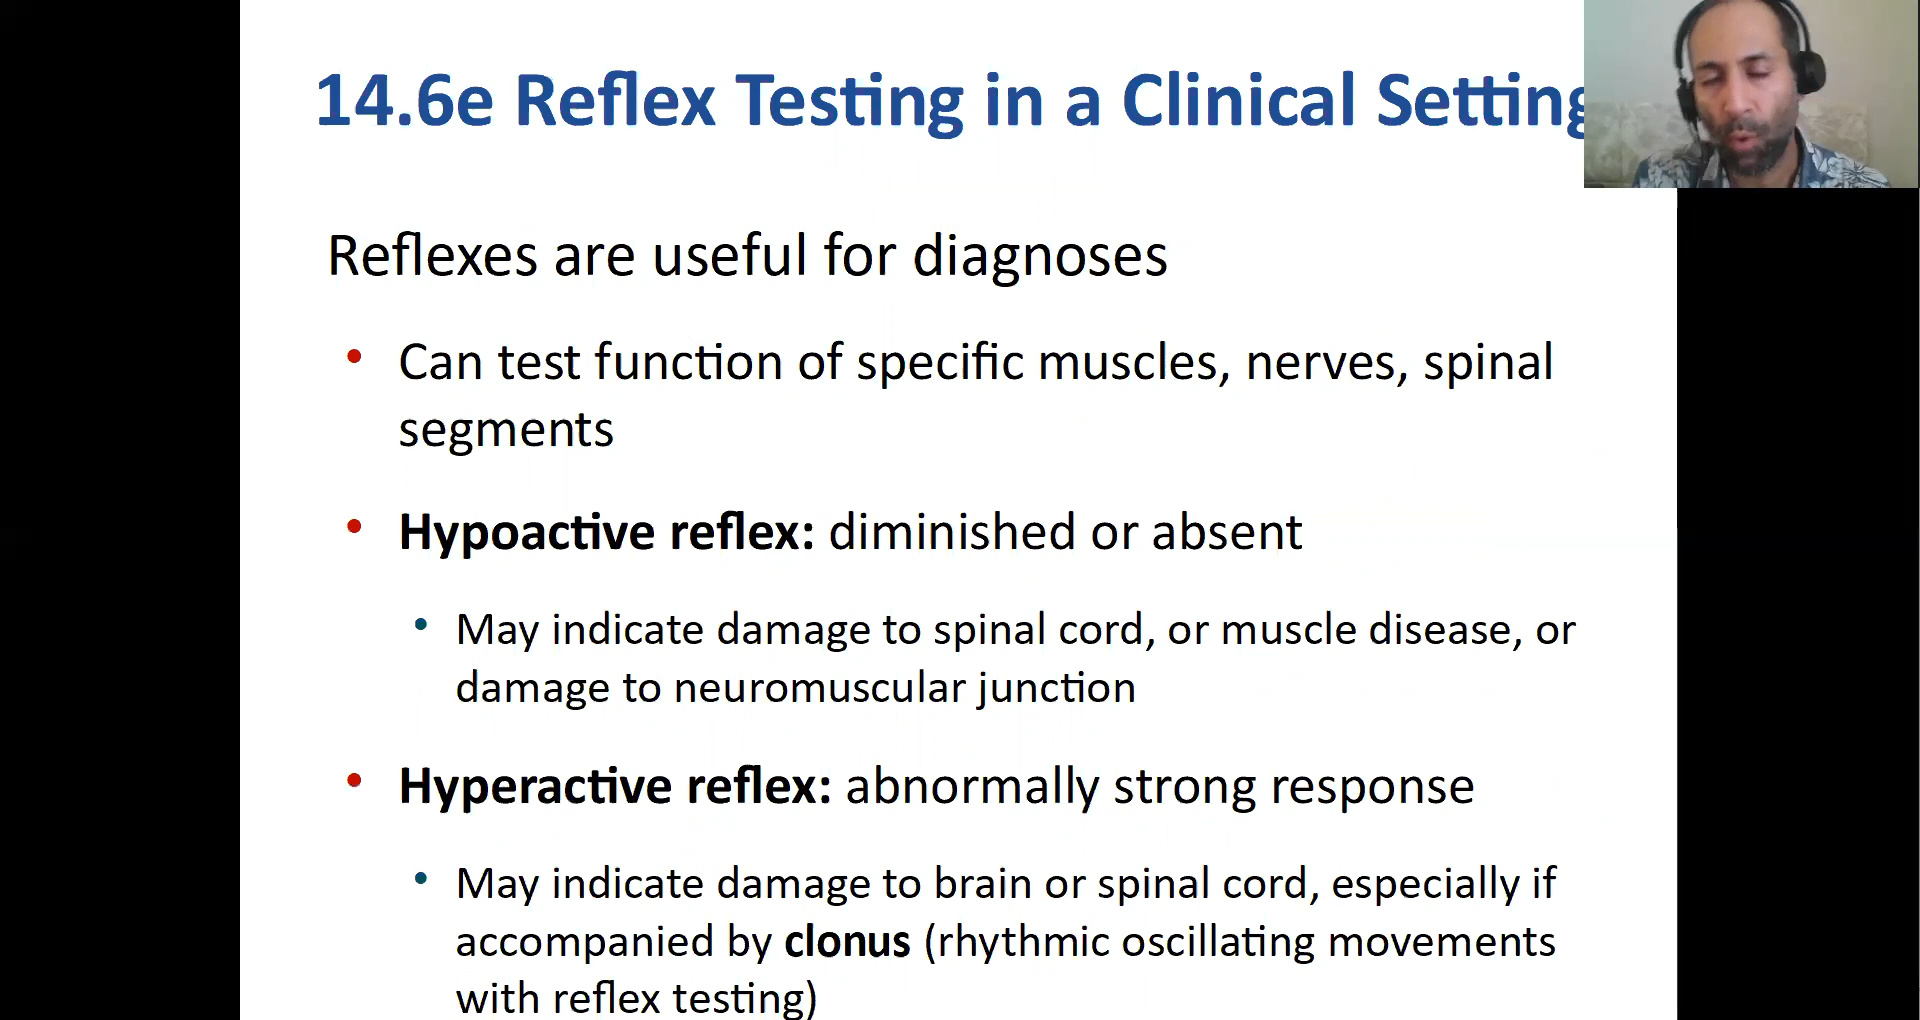 14.6e Reflex Testing in a Clinical Setting
Reflexes are useful for diagnoses
• Can test function of specific muscles, nerves, spinal
segments
• Hypoactive reflex: diminished or absent
• May indicate damage to spinal cord, or muscle disease, or
damage to neuromuscular junction
• Hyperactive reflex: abnormally strong response
• May indicate damage to brain or spinal cord, especially if
accompanied by clonus (rhythmic oscillating movements
with reflex testing)